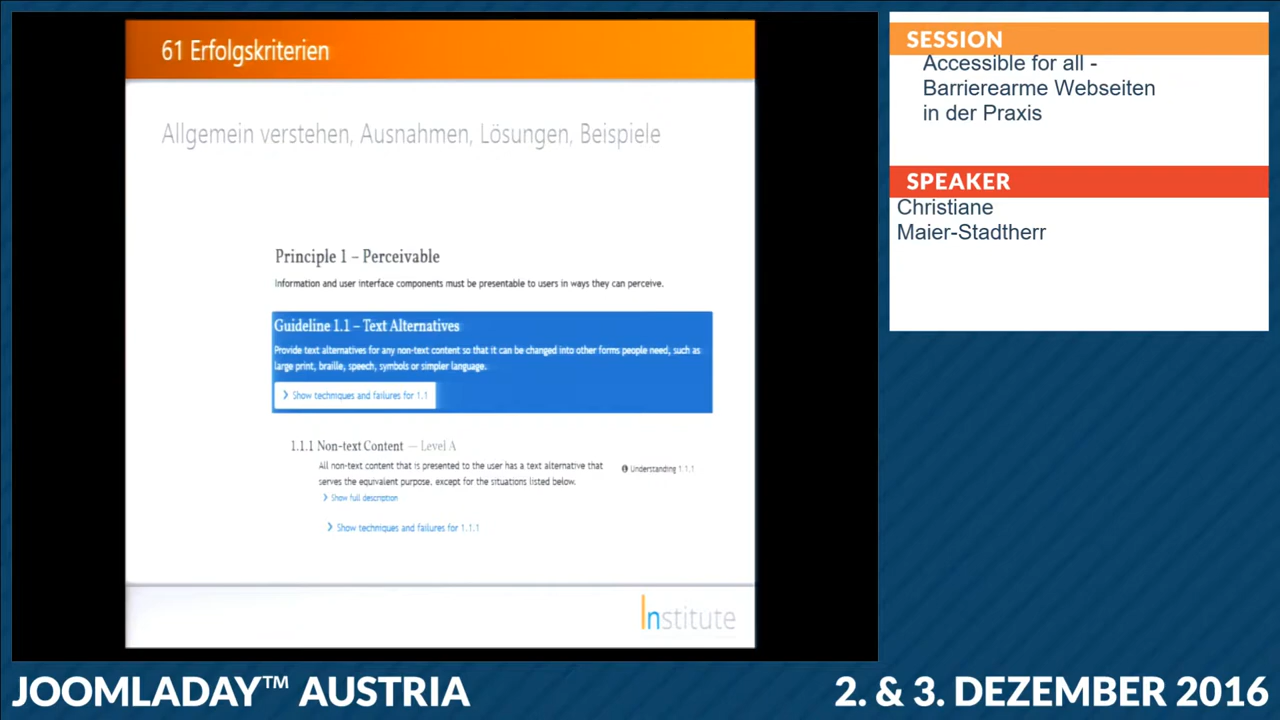 61 Erfolgskriterien
Allgemein verstehen, Ausnahmen, Lösungen, Beispiele
Principle 1 – Perceivable
Information and user interface components must be presentable to users in ways they can perceive.
Guideline 1.1 – Text Alternatives
Provide text alternatives for any non-text content so that it can be changed into other forms people need, such as
large print, braille, speech, symbols or simpler language.
Show techniques and failures for 1.1
1.1.1 Non-text Content — Level A
All non-text content that is presented to the user has a text alternative that
serves the equivalent purpose, except for the situations listed below.
Understanding 1.1.1
Show full description
Show techniques and failures for 1.1.1
Institute
SESSION
Accessible for all -
Barrierearme Webseiten
in der Praxis
SPEAKER
Christiane
Maier-Stadtherr
JOOMLADAY™ AUSTRIA
2. & 3. DEZEMBER 2016